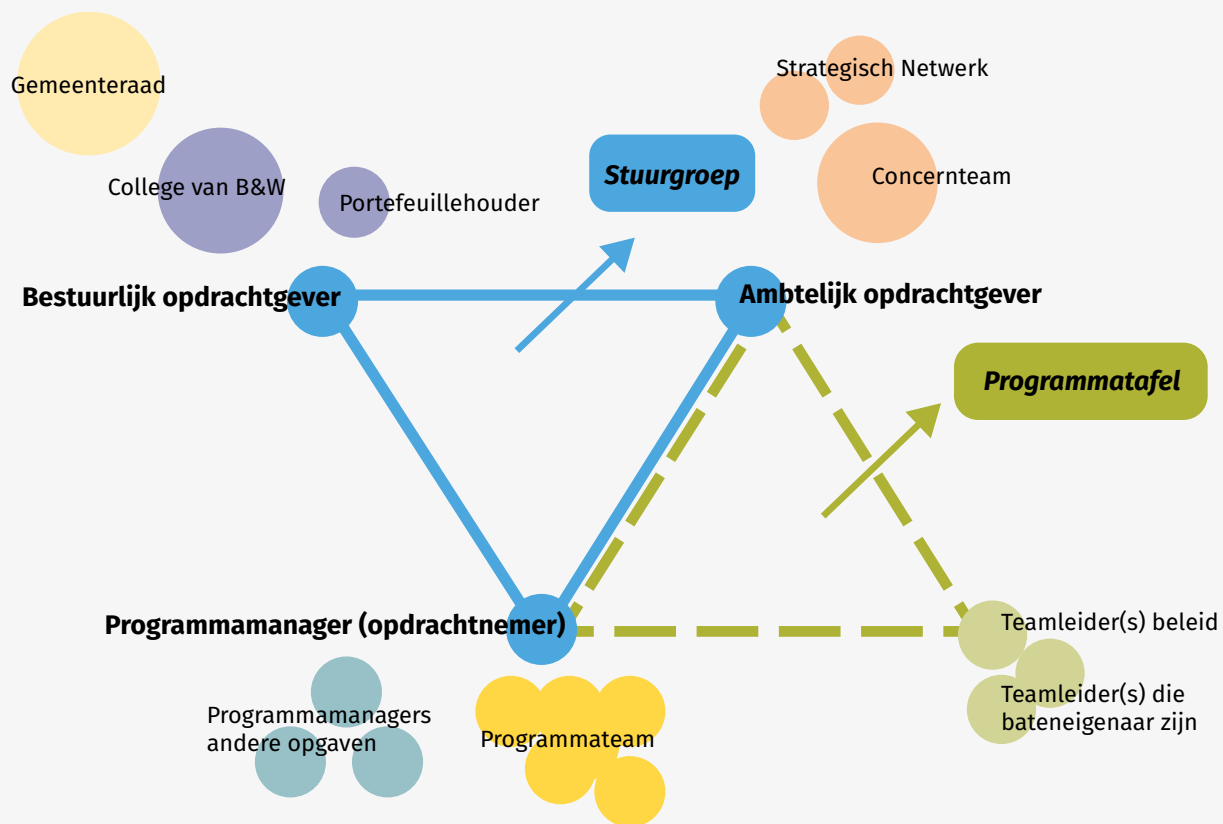 Gemeenteraad
Strategisch Netwerk
College van B&W
Portefeuillehouder
Stuurgroep
Concernteam
Bestuurlijk opdrachtgever
Ambtelijk opdrachtgever
Programmatafel
Programmamanager (opdrachtnemer)
Teamleider(s) beleid
Teamleider(s) die
bateneigenaar zijn
Programmamanagers
andere opgaven
Programmateam